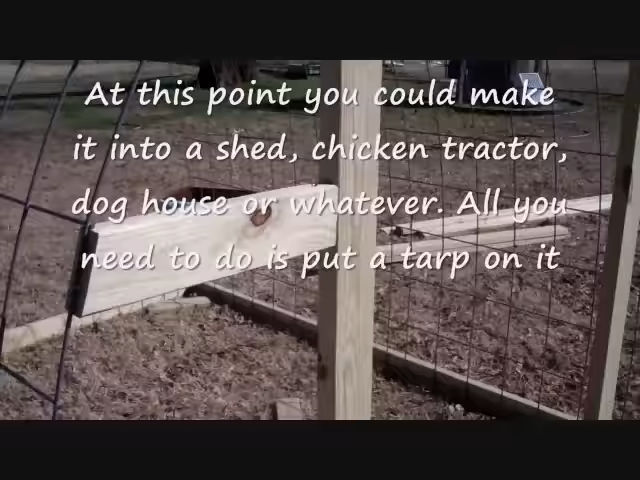 At this point you could make
it into a shed, chicken tractor,
dog house or whatever. All you
need to do is put a tarp on it